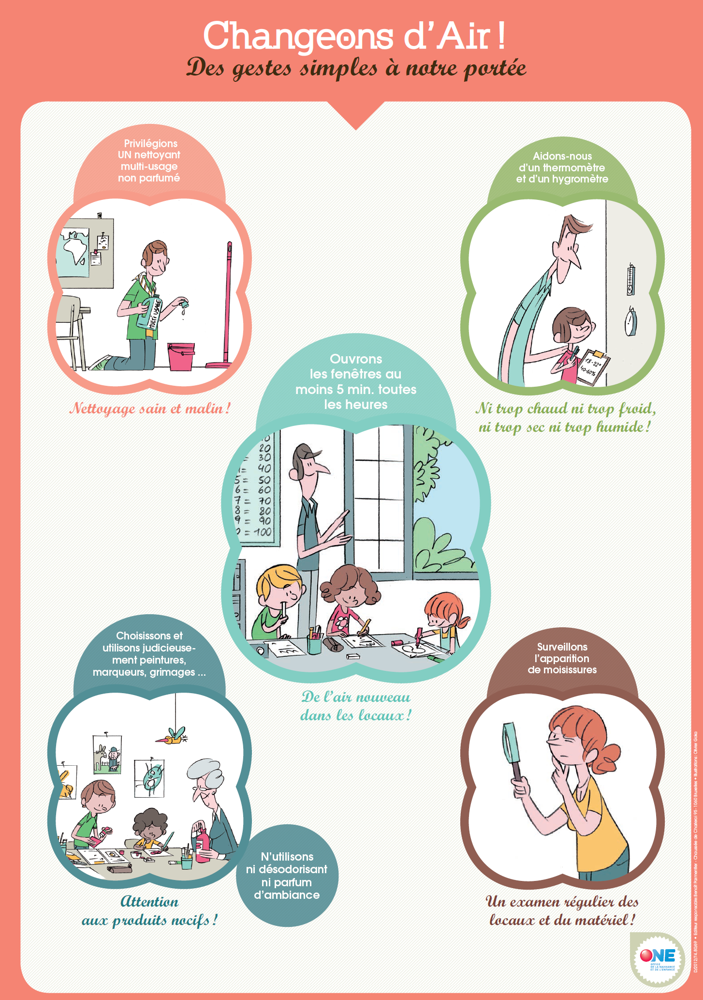 Changeons d'Air !
Des gestes simples à notre portée
Privilégions
UN nettoyant
multi-usage
non parfumé
MULTI USAGE
Nettoyage sain et malin !
Aidons-nous
d'un thermomètre
et d'un hygromètre
18-22°
40-60%
Ni trop chaud ni trop froid,
ni trop sec ni trop humide !
Ouvrons
les fenêtres au
moins 5 min. toutes
les heures
20
= 30
= 40
5 = 50
6 = 60
7 = 70
8 = 80
9 = 90
= 100
De l'air nouveau
dans les locaux !
Choisissons et
utilisons judicieuse-
ment peintures,
marqueurs, grimages ...
N'utilisons
ni désodorisant
ni parfum
d'ambiance
Attention
aux produits nocifs !
Surveillons
l'apparition
de moisissures
Un examen régulier des
locaux et du matériel !
ONE
OFFICE
DE LA NAISSANCE
ET DE L'ENFANCE
D/2012/74.80/69 • Editeur responsable: Benoît Parmentier - Chaussée de Charleroi 95 - 1060 Bruxelles • Illustrations : Olivier Goka